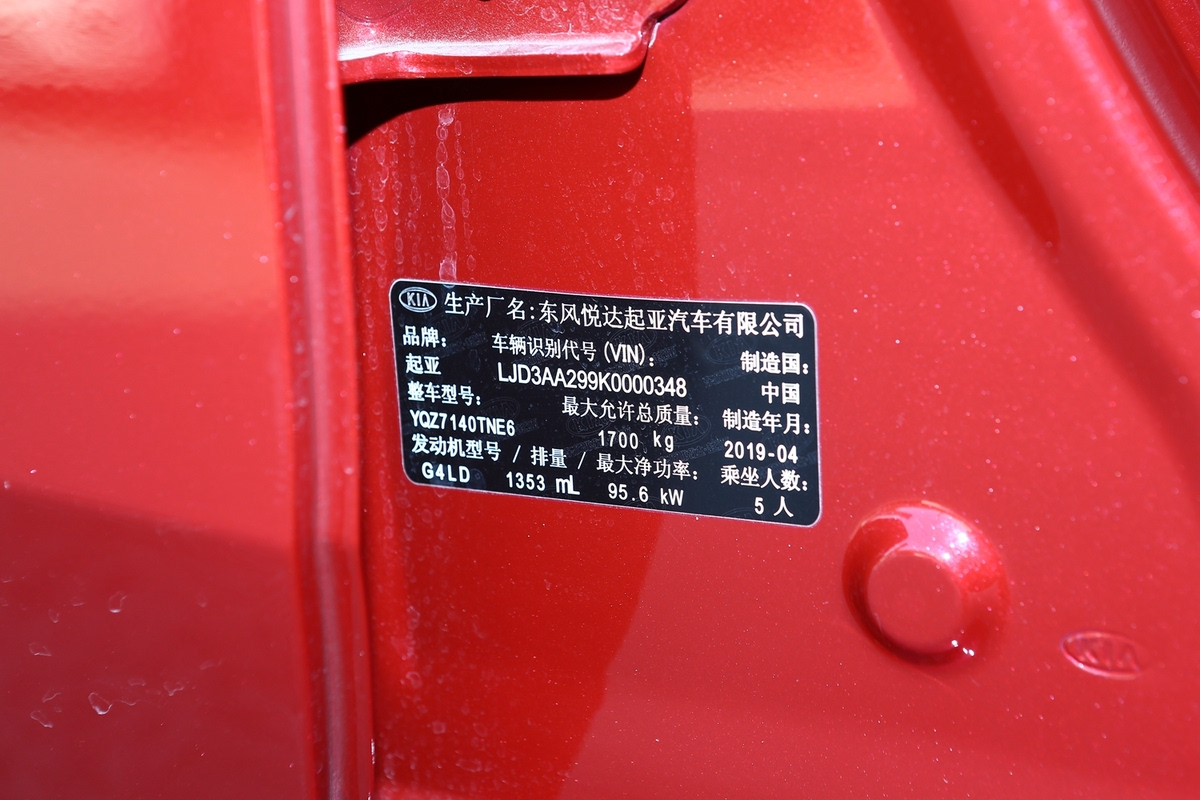 KIA 生产厂名:东风悦达起亚汽车有限公司
品牌: 车辆识别代号(VIN): 制造国:
起亚 LJD3AA299K0000348 中国
整车型号: 最大允许总质量: 制造年月:
YQZ7140TNE6 1700 kg 2019-04
发动机型号 / 排量 / 最大净功率: 乘坐人数:
G4LD 1353 mL 95.6 kW 5 人
KIA